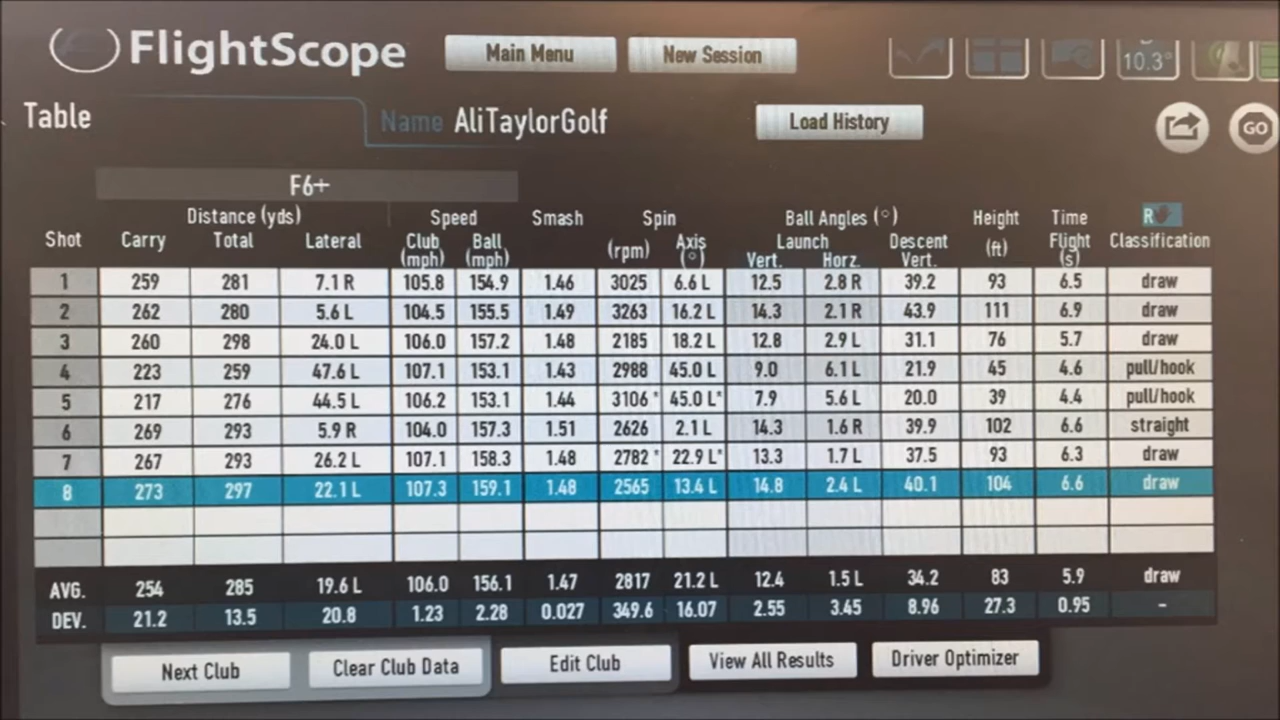 FlightScope Main Menu New Session 10.3°
Table Name AliTaylorGolf Load History GO
F6+
Distance (yds) Speed Smash Spin Ball Angles (°) Height Time R
Shot Carry Total Lateral Club (mph) Ball (mph) (rpm) Axis (°) Launch Vert. Horz. Descent Vert. (ft) Flight (s) Classification
1 259 281 7.1 R 105.8 154.9 1.46 3025 6.6 L 12.5 2.8 R 39.2 93 6.5 draw
2 262 280 5.6 L 104.5 155.5 1.49 3263 16.2 L 14.3 2.1 R 43.9 111 6.9 draw
3 260 298 24.0 L 106.0 157.2 1.48 2185 18.2 L 12.8 2.9 L 31.1 76 5.7 draw
4 223 259 47.6 L 107.1 153.1 1.43 2988 45.0 L 9.0 6.1 L 21.9 45 4.6 pull/hook
5 217 276 44.5 L 106.2 153.1 1.44 3106 * 45.0 L* 7.9 5.6 L 20.0 39 4.4 pull/hook
6 269 293 5.9 R 104.0 157.3 1.51 2626 2.1 L 14.3 1.6 R 39.9 102 6.6 straight
7 267 293 26.2 L 107.1 158.3 1.48 2782 * 22.9 L* 13.3 1.7 L 37.5 93 6.3 draw
8 273 297 22.1 L 107.3 159.1 1.48 2565 13.4 L 14.8 2.4 L 40.1 104 6.6 draw
AVG. 254 285 19.6 L 106.0 156.1 1.47 2817 21.2 L 12.4 1.5 L 34.2 83 5.9 draw
DEV. 21.2 13.5 20.8 1.23 2.28 0.027 349.6 16.07 2.55 3.45 8.96 27.3 0.95 -
Next Club Clear Club Data Edit Club View All Results Driver Optimizer